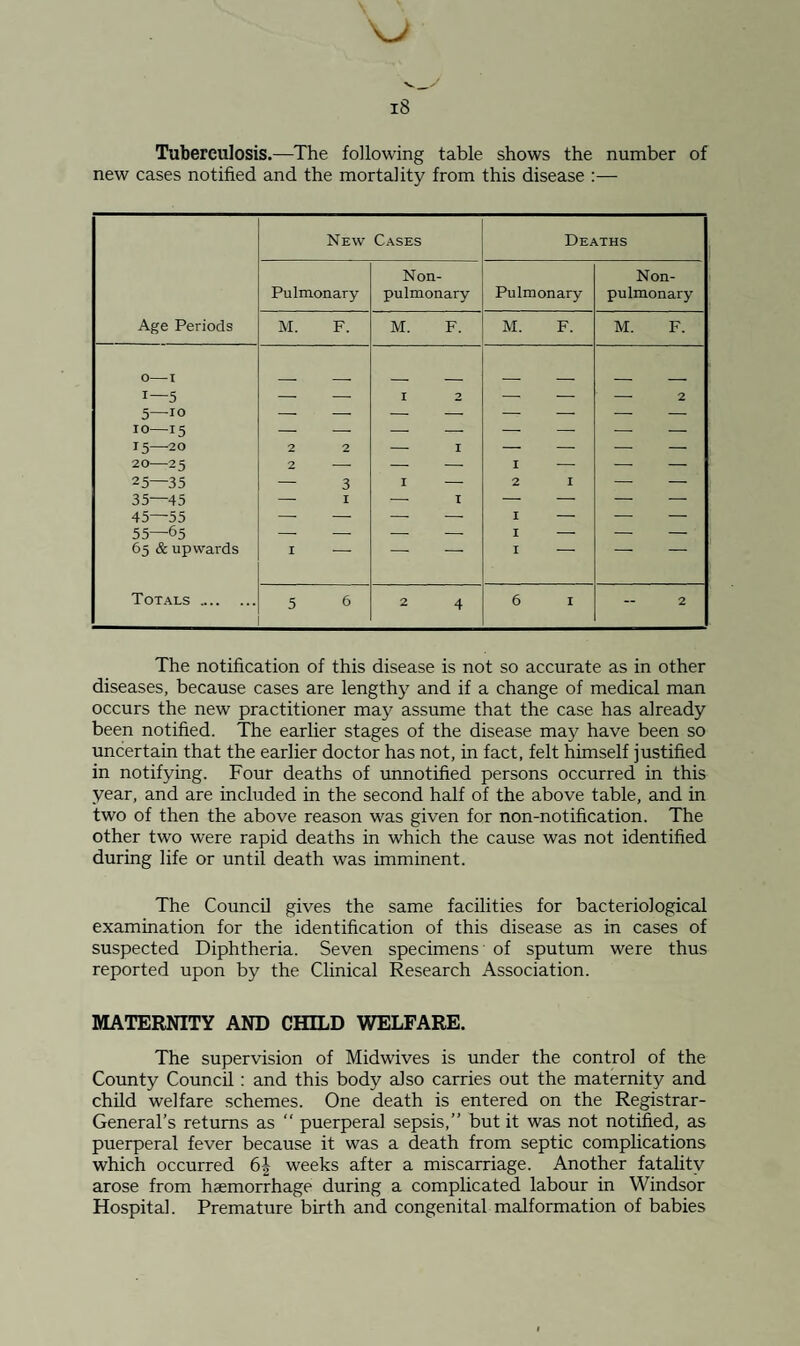 18
Tuberculosis.—The following table shows the number of
new cases notified and the mortality from this disease :—
Age Periods New Cases Deaths
Pulmonary Non-pulmonary Pulmonary Non-pulmonary
M. F. M. F. M. F. M. F.
0—1 — — — — — — — —
1—5 — — 1 2 — — — 2
5—10 — — — — — — — —
10—15 — — — — — — — —
15—20 2 2 — 1 — — — —
20—25 2 — — — 1 — — —
25—35 — 3 1 — 2 1 — —
35—45 — 1 — 1 — — — —
45—55 — — — — 1 — — —
55—65 — — — — 1 — — —
65 & upwards 1 — — — 1 — — —
Totals .... ... 5 6 2 4 6 1 -- 2
The notification of this disease is not so accurate as in other
diseases, because cases are lengthy and if a change of medical man
occurs the new practitioner may assume that the case has already
been notified. The earlier stages of the disease may have been so
uncertain that the earlier doctor has not, in fact, felt himself justified
in notifying. Four deaths of unnotified persons occurred in this
year, and are included in the second half of the above table, and in
two of then the above reason was given for non-notification. The
other two were rapid deaths in which the cause was not identified
during life or until death was imminent.
The Council gives the same facilities for bacteriological
examination for the identification of this disease as in cases of
suspected Diphtheria. Seven specimens of sputum were thus
reported upon by the Clinical Research Association.
MATERNITY AND CHILD WELFARE.
The supervision of Midwives is under the control of the
County Council : and this body also carries out the maternity and
child welfare schemes. One death is entered on the Registrar-
General's returns as " puerperal sepsis," but it was not notified, as
puerperal fever because it was a death from septic complications
which occurred 6½ weeks after a miscarriage. Another fatality
arose from hæmorrhage during a complicated labour in Windsor
Hospital. Premature birth and congenital malformation of babies